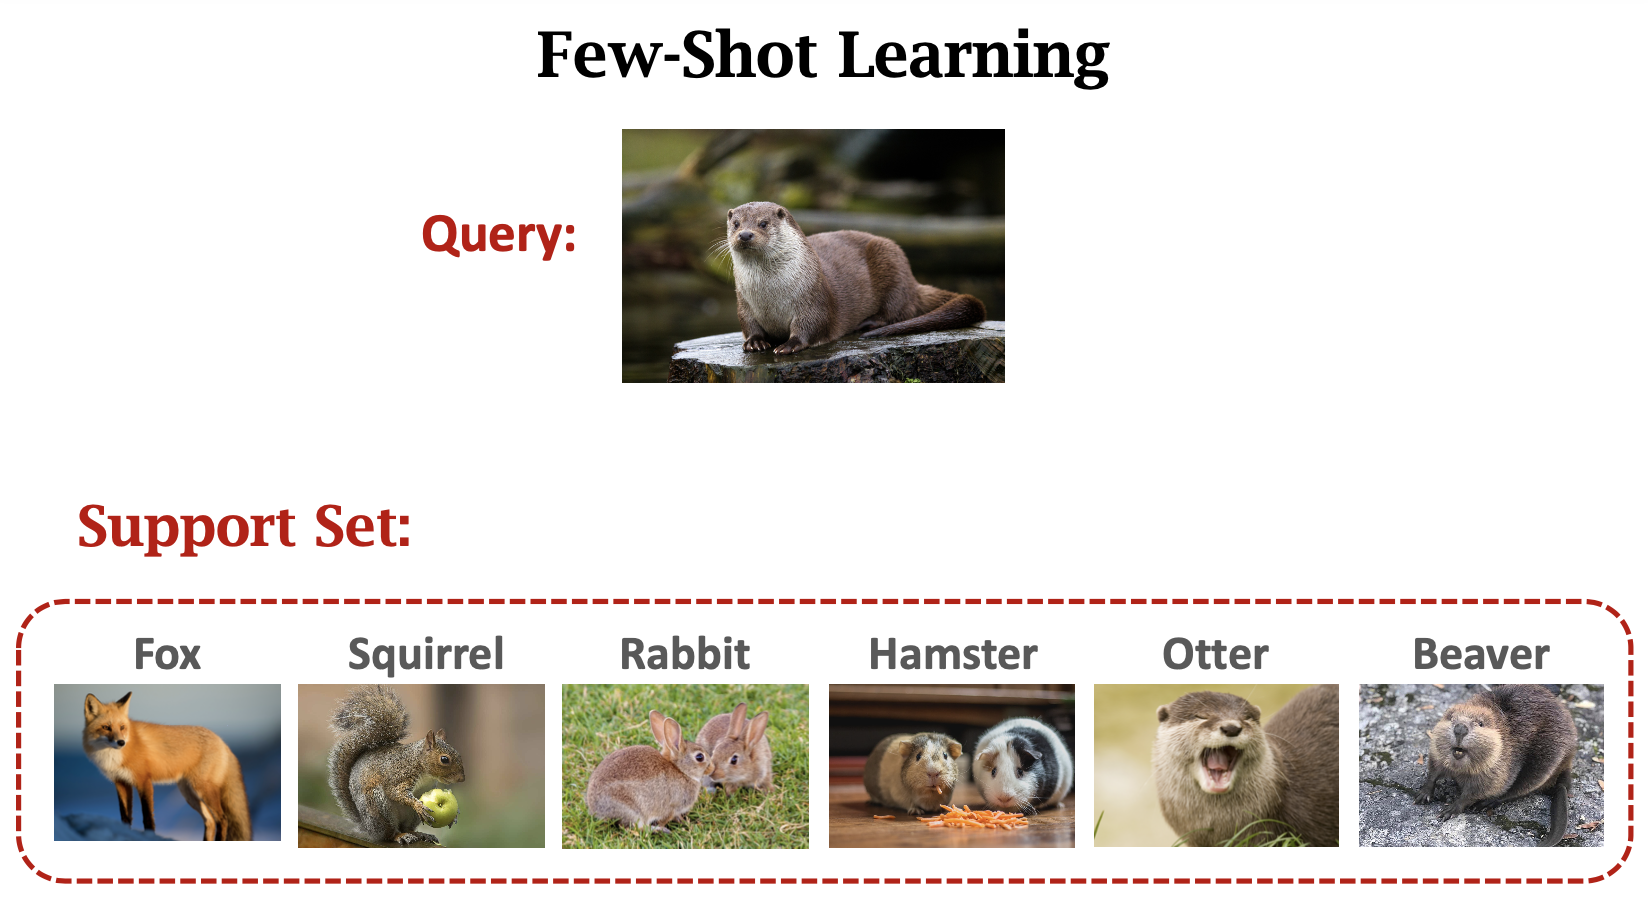 Few-Shot Learning
Query:
Support Set:
Fox Squirrel Rabbit Hamster Otter Beaver